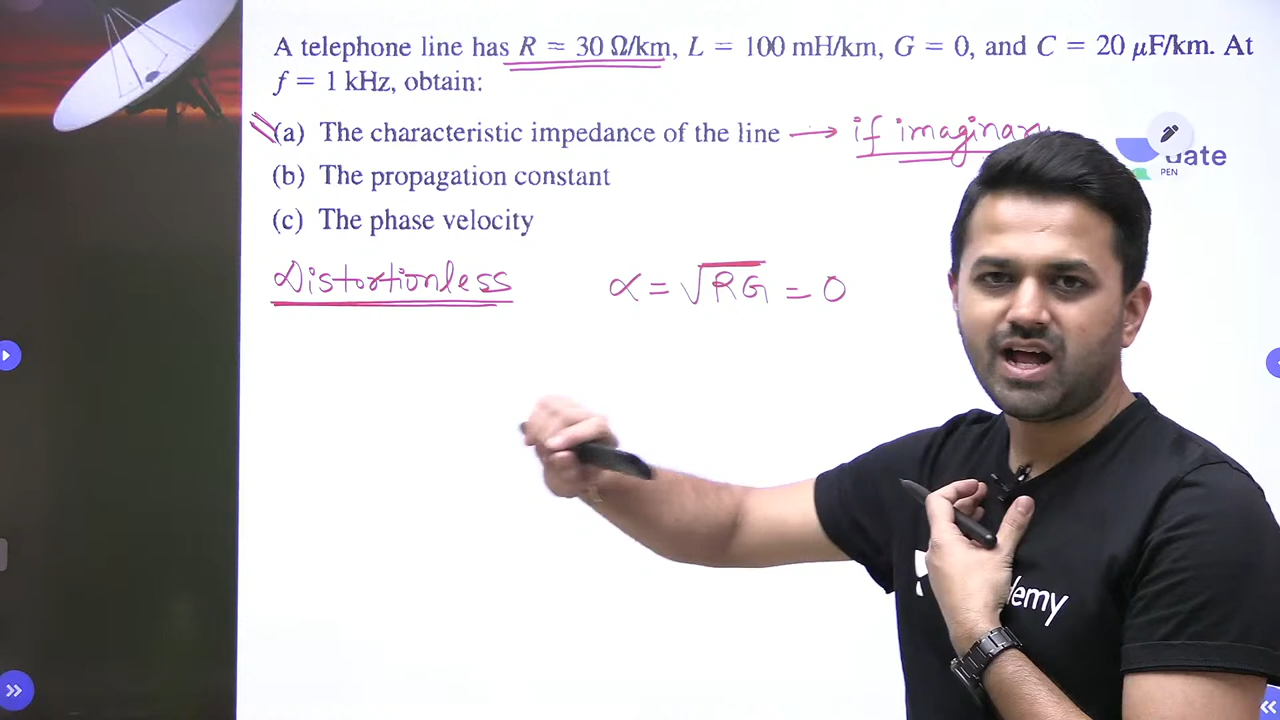 A telephone line has R = 30 Ω/km, L = 100 mH/km, G = 0, and C = 20 μF/km. At
f = 1 kHz, obtain:
(a) The characteristic impedance of the line → if imaginary
(b) The propagation constant
(c) The phase velocity
PEN
Distortionless α = √RG = 0